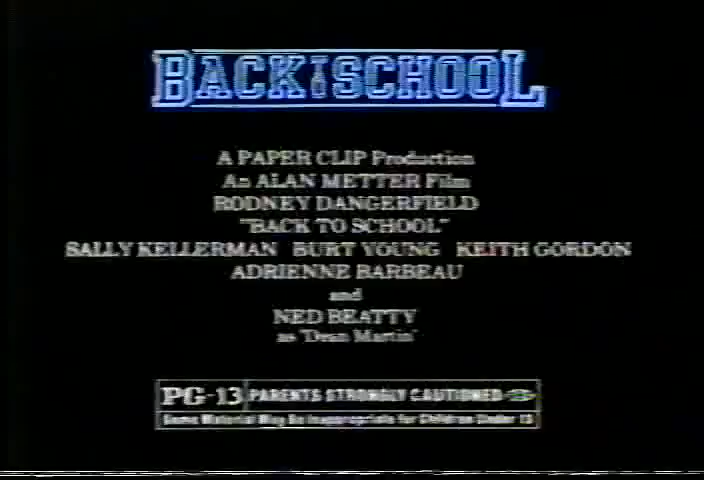 BACK TO SCHOOL
A PAPER CLIP Production
An ALAN METTER Film
RODNEY DANGERFIELD
"BACK TO SCHOOL"
SALLY KELLERMAN BURT YOUNG KEITH GORDON
ADRIENNE BARBEAU
and
NED BEATTY
as 'Dean Martin'
PG-13 PARENTS STRONGLY CAUTIONED
Some Material May Be Inappropriate for Children Under 13